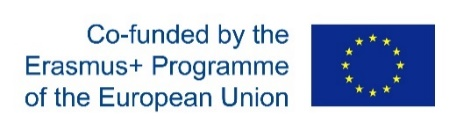 Co-funded by the
Erasmus+ Programme
of the European Union